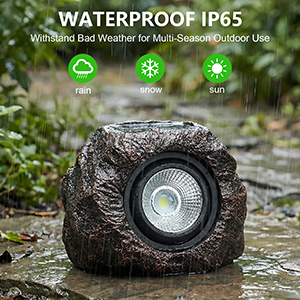 WATERPROOF IP65
Withstand Bad Weather for Multi-Season Outdoor Use
rain
snow
sun